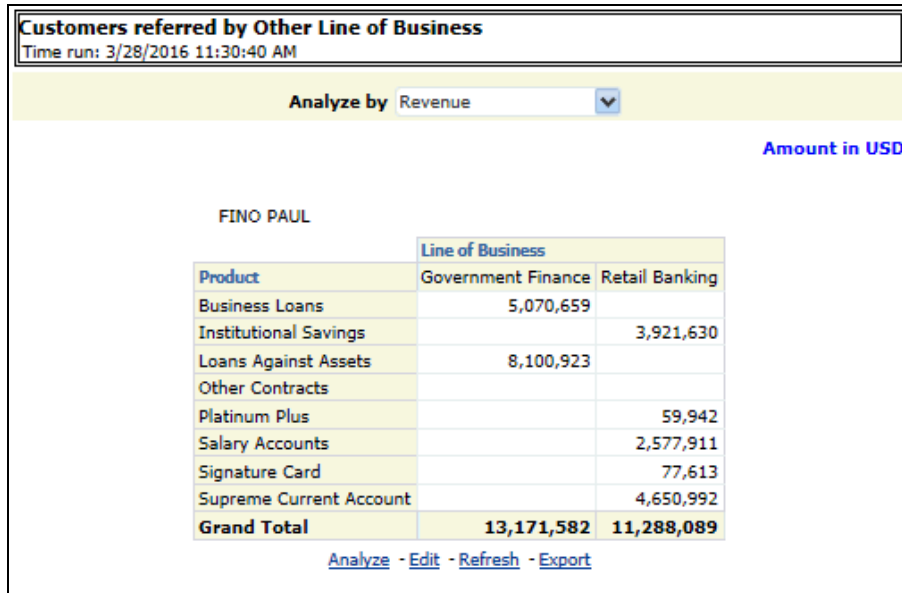 Customers referred by Other Line of Business
Time run: 3/28/2016 11:30:40 AM
Analyze by Revenue
Amount in USD
FINO PAUL
Line of Business
Product Government Finance Retail Banking
Business Loans 5,070,659
Institutional Savings 3,921,630
Loans Against Assets 8,100,923
Other Contracts
Platinum Plus 59,942
Salary Accounts 2,577,911
Signature Card 77,613
Supreme Current Account 4,650,992
Grand Total 13,171,582 11,288,089
Analyze - Edit - Refresh - Export